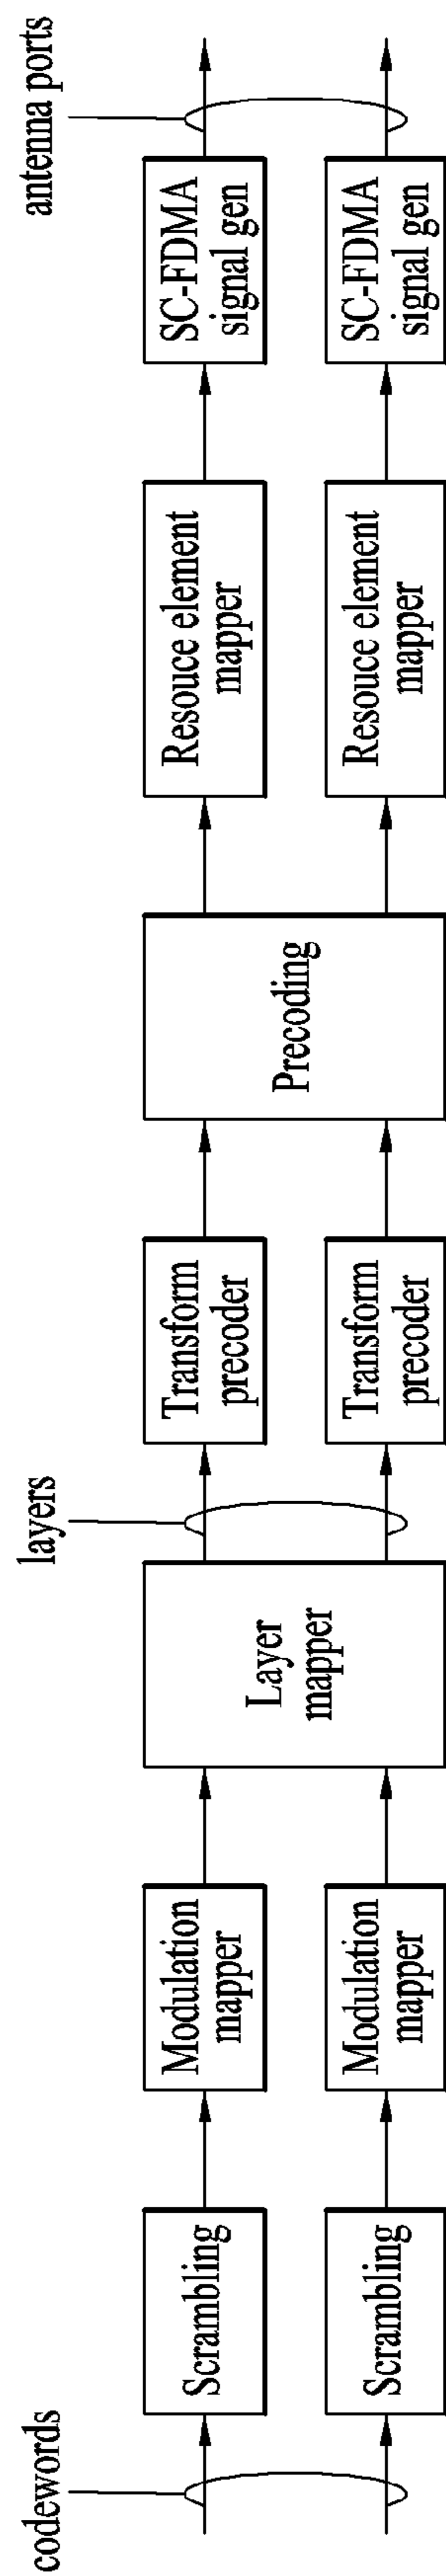 codewords
layers
antenna ports
Scrambling
Modulation
mapper
Layer
mapper
Transform
precoder
Precoding
Resouce element
mapper
SC-FDMA
signal gen
Scrambling
Modulation
mapper
Transform
precoder
Resouce element
mapper
SC-FDMA
signal gen